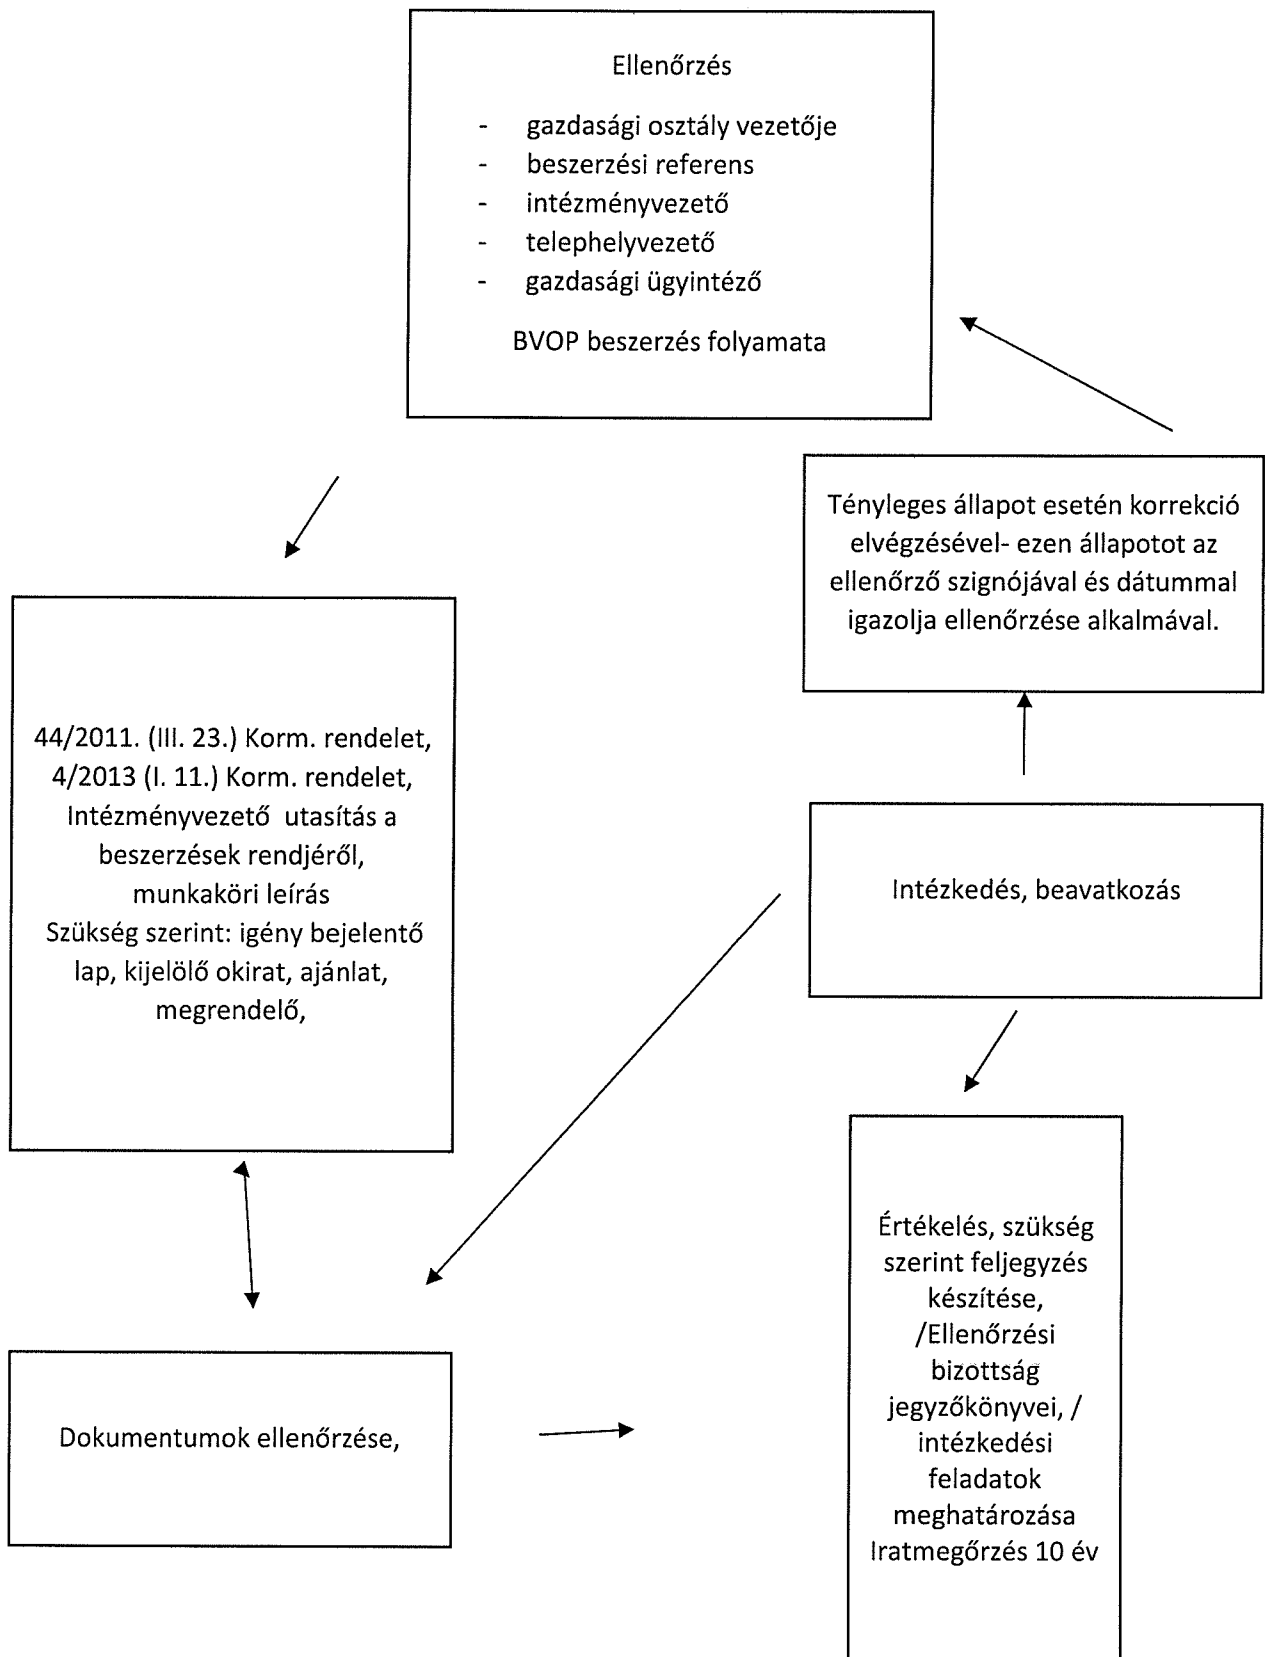 Ellenőrzés
- gazdasági osztály vezetője
- beszerzési referens
- intézményvezető
- telephelyvezető
- gazdasági ügyintéző
BVOP beszerzés folyamata
Tényleges állapot esetén korrekció
elvégzésével- ezen állapotot az
ellenőrző szignójával és dátummal
igazolja ellenőrzése alkalmával.
44/2011. (III. 23.) Korm. rendelet,
4/2013 (I. 11.) Korm. rendelet,
Intézményvezető utasítás a
beszerzések rendjéről,
munkaköri leírás
Szükség szerint: igény bejelentő
lap, kijelölő okirat, ajánlat,
megrendelő,
Intézkedés, beavatkozás
Dokumentumok ellenőrzése,
Értékelés, szükség
szerint feljegyzés
készítése,
/Ellenőrzési
bizottság
jegyzőkönyvei, /
intézkedési
feladatok
meghatározása
Iratmegőrzés 10 év